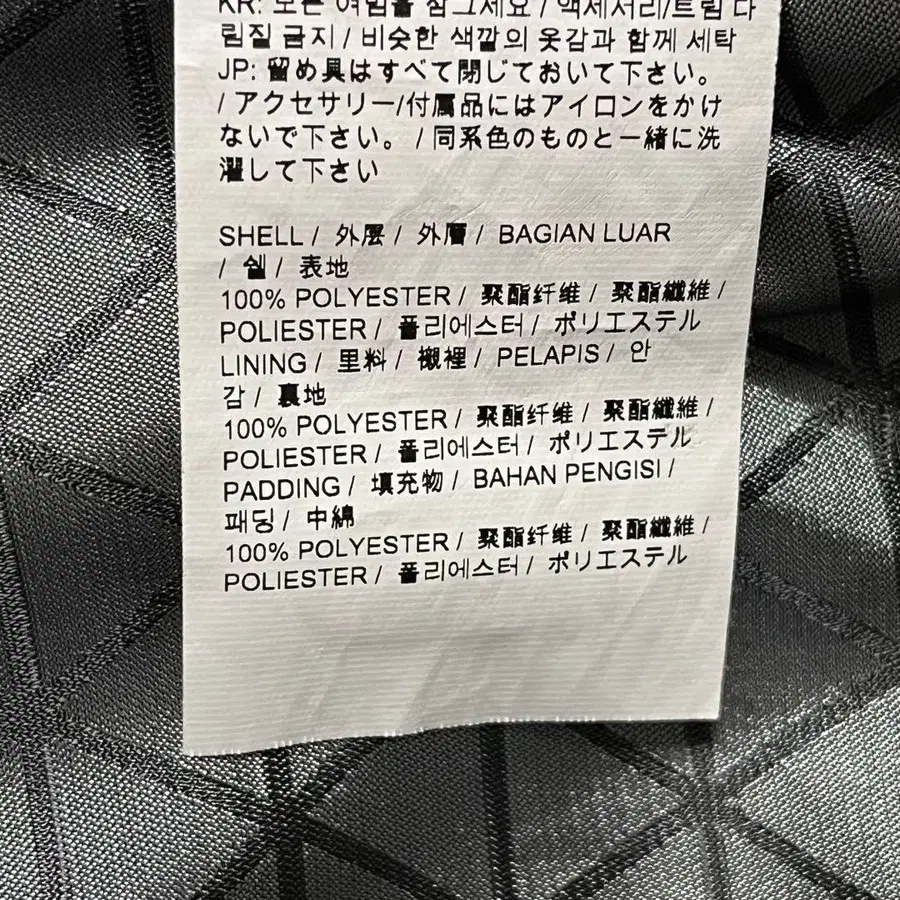 KR: 모든 여밈을 잠그세요 / 액세서리/트림 다
림질 금지 / 비슷한 색깔의 옷감과 함께 세탁
JP: 留め具はすべて閉じておいて下さい。
/ アクセサリー/付属品にはアイロンをかけ
ないで下さい。 / 同系色のものと一緒に洗
濯して下さい
SHELL / 外层 / 外層 / BAGIAN LUAR
/ 쉘 / 表地
100% POLYESTER / 聚酯纤维 / 聚酯纖維 /
POLIESTER / 폴리에스터 / ポリエステル
LINING / 里料 / 襯裡 / PELAPIS / 안
감 / 裏地
100% POLYESTER / 聚酯纤维 / 聚酯纖維 /
POLIESTER / 폴리에스터 / ポリエステル
PADDING / 填充物 / BAHAN PENGISI /
패딩 / 中綿
100% POLYESTER / 聚酯纤维 / 聚酯纖維 /
POLIESTER / 폴리에스터 / ポリエステル